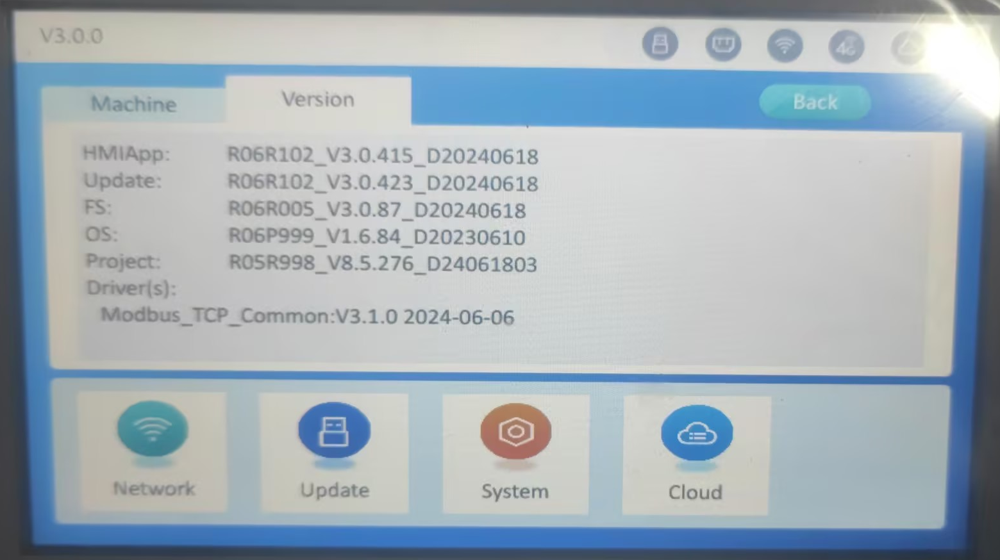 V3.0.0
4G
Machine Version Back
HMIApp: R06R102_V3.0.415_D20240618
Update: R06R102_V3.0.423_D20240618
FS: R06R005_V3.0.87_D20240618
OS: R06P999_V1.6.84_D20230610
Project: R05R998_V8.5.276_D24061803
Driver(s):
Modbus_TCP_Common:V3.1.0 2024-06-06
Network Update System Cloud